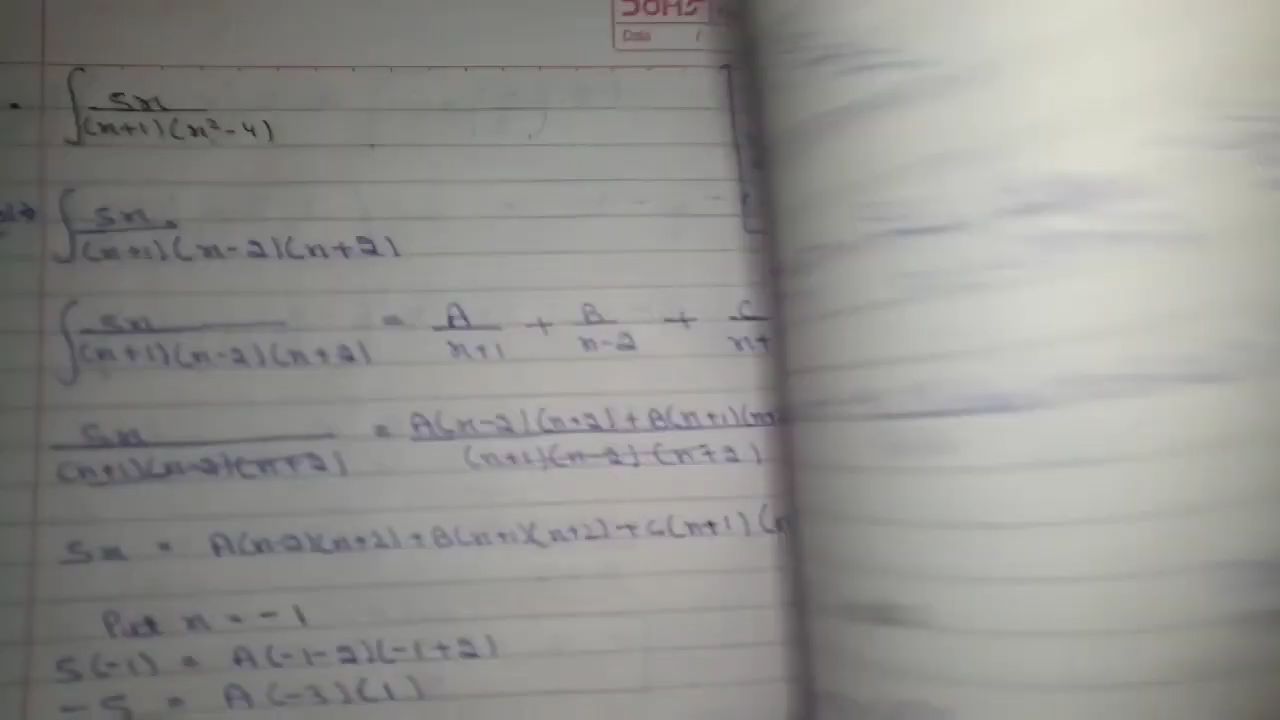 Date /
∫ 5x / (x+1)(x²-4)
∫ 5x / (x+1)(x-2)(x+2)
∫ 5x / (x+1)(x-2)(x+2) = A / x+1 + B / x-2 + C / x+
5x / (x+1)(x-2)(x+2) = A(x-2)(x+2) + B(x+1)(x+ / (x+1)(x-2)(x+2)
5x = A(x-2)(x+2) + B(x+1)(x+2) + C(x+1)(x
Put x = -1
5(-1) = A(-1-2)(-1+2)
-5 = A(-3)(1)